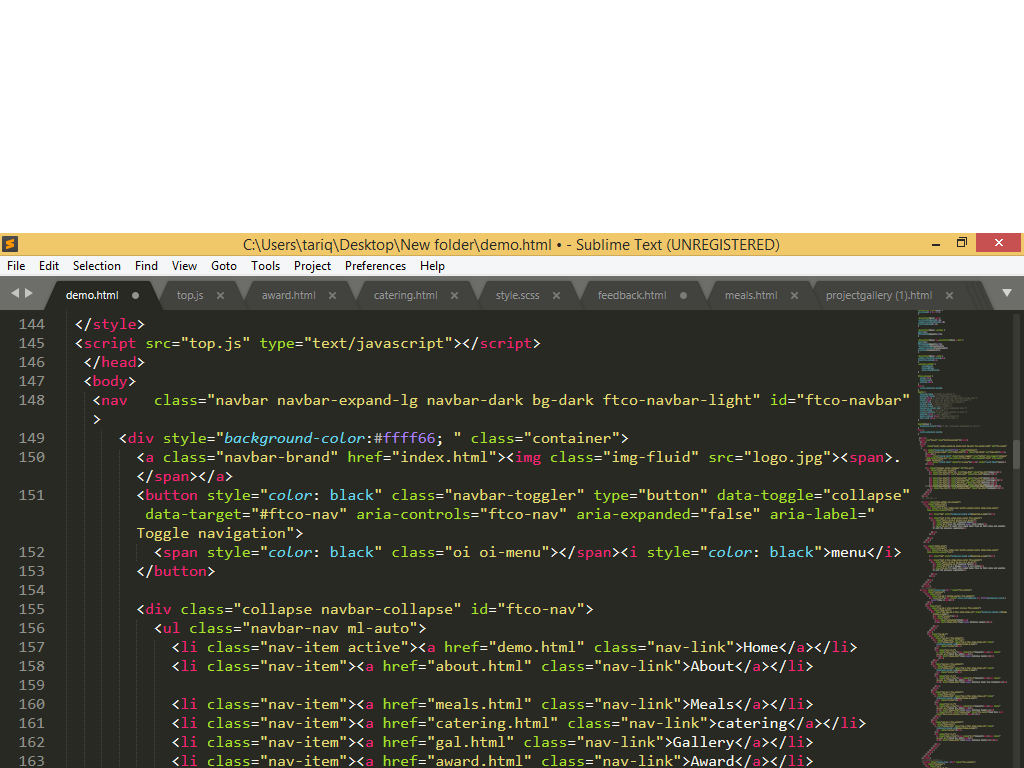 C:\Users\tariq\Desktop\New folder\demo.html • - Sublime Text (UNREGISTERED)
File Edit Selection Find View Goto Tools Project Preferences Help
demo.html top.js award.html catering.html style.scss feedback.html meals.html projectgallery (1).html
144 </style>
145 <script src="top.js" type="text/javascript"></script>
146 </head>
147 <body>
148 <nav   class="navbar navbar-expand-lg navbar-dark bg-dark ftco-navbar-light" id="ftco-navbar"
>
149 <div style="background-color:#ffff66; " class="container">
150 <a class="navbar-brand" href="index.html"><img class="img-fluid" src="logo.jpg"><span>.
</span></a>
151 <button style="color: black" class="navbar-toggler" type="button" data-toggle="collapse"
data-target="#ftco-nav" aria-controls="ftco-nav" aria-expanded="false" aria-label="
Toggle navigation">
152 <span style="color: black" class="oi oi-menu"></span><i style="color: black">menu</i>
153 </button>
154
155 <div class="collapse navbar-collapse" id="ftco-nav">
156 <ul class="navbar-nav ml-auto">
157 <li class="nav-item active"><a href="demo.html" class="nav-link">Home</a></li>
158 <li class="nav-item"><a href="about.html" class="nav-link">About</a></li>
159
160 <li class="nav-item"><a href="meals.html" class="nav-link">Meals</a></li>
161 <li class="nav-item"><a href="catering.html" class="nav-link">catering</a></li>
162 <li class="nav-item"><a href="gal.html" class="nav-link">Gallery</a></li>
163 <li class="nav-item"><a href="award.html" class="nav-link">Award</a></li>